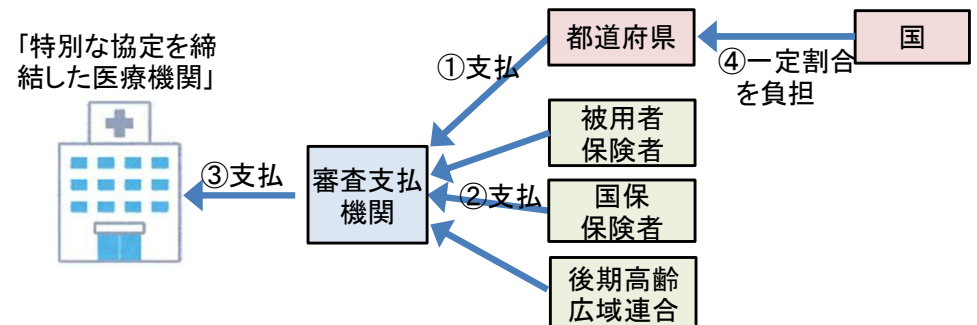 「特別な協定を締
結した医療機関」
①支払
都道府県
④一定割合
を負担
国
被用者
保険者
③支払
審査支払
機関
②支払
国保
保険者
後期高齢
広域連合